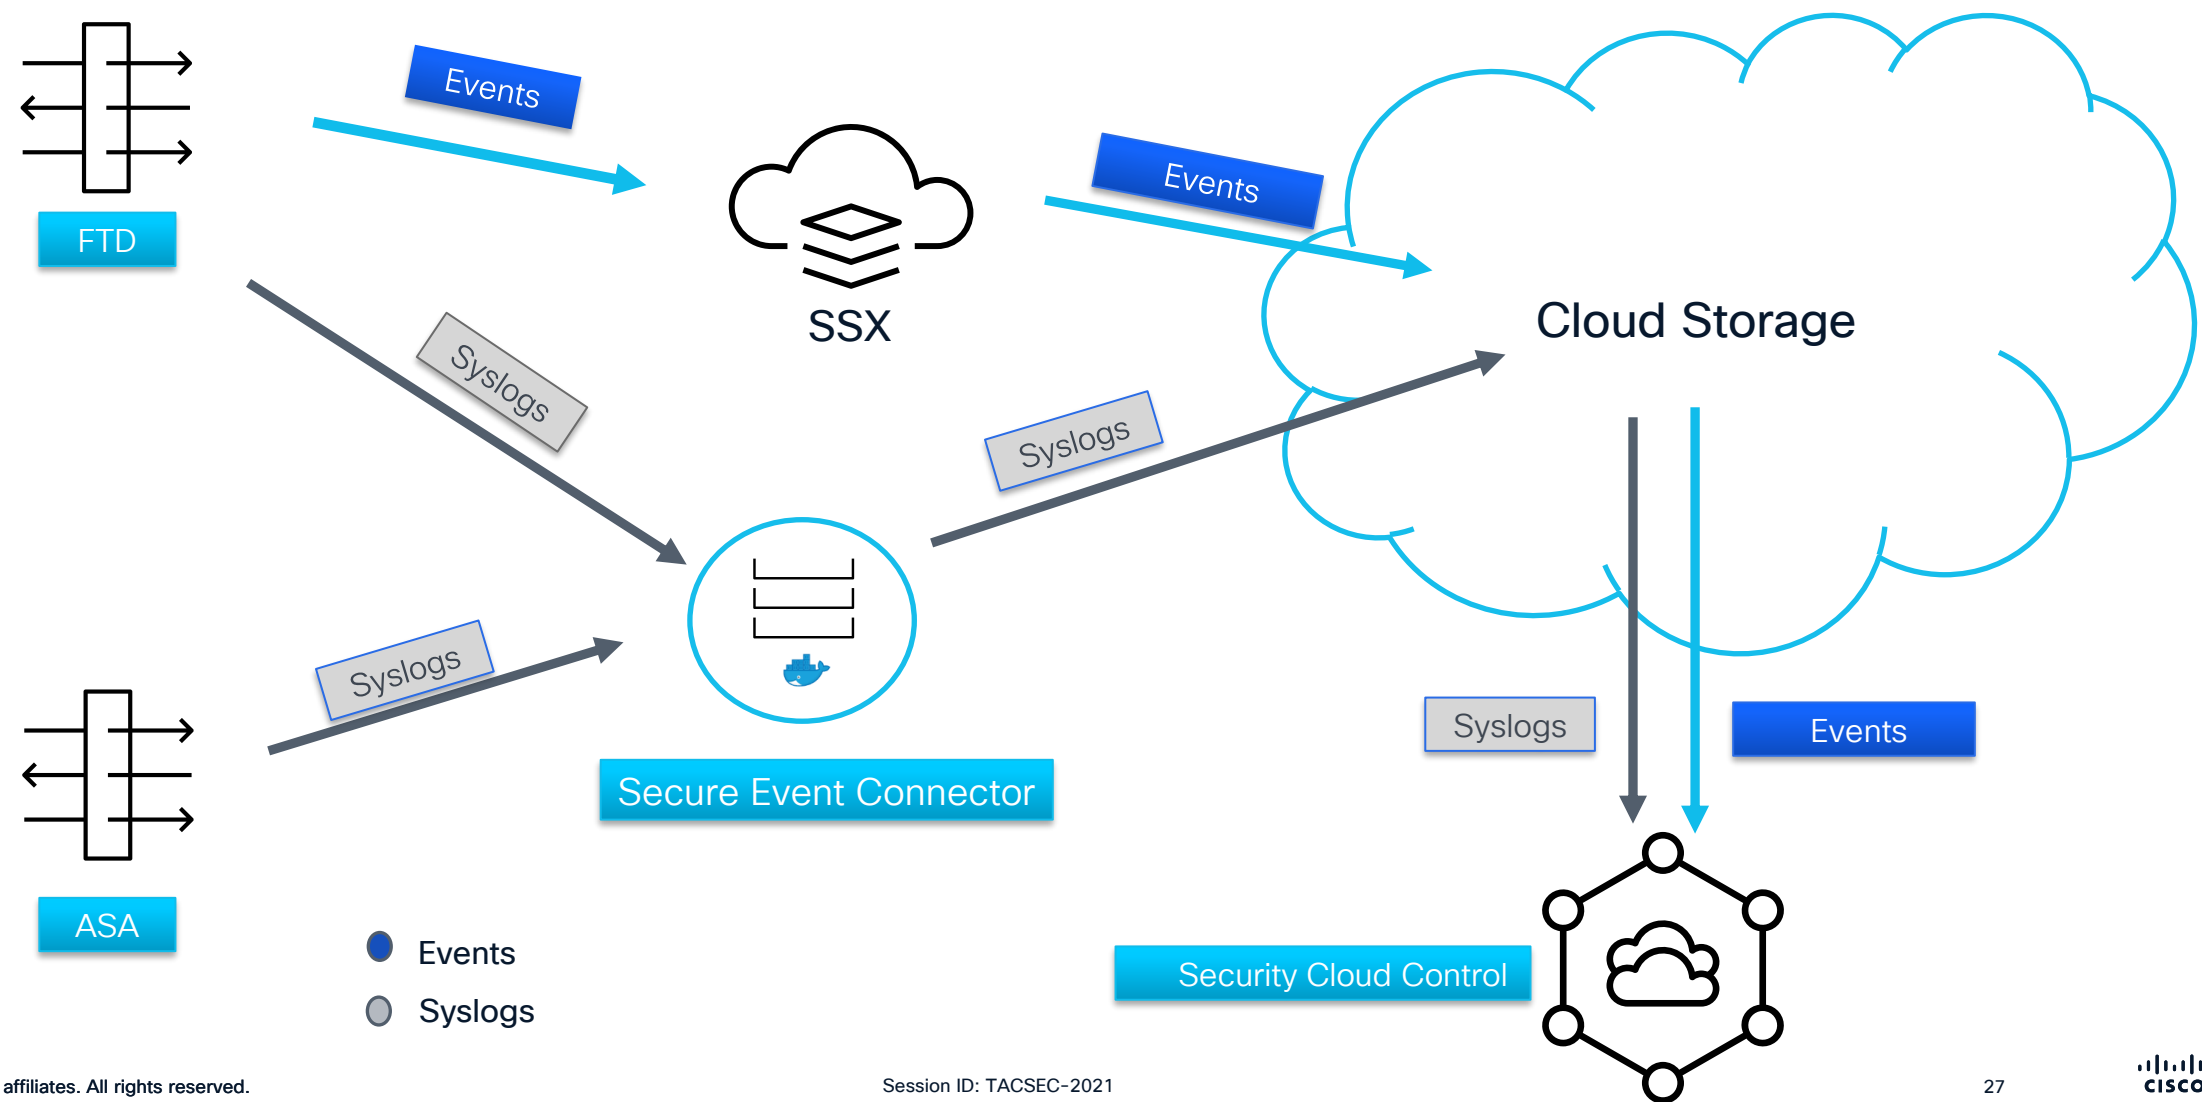 Events
Events
FTD
SSX
Cloud Storage
Syslogs
Syslogs
Syslogs
Syslogs
Events
Secure Event Connector
ASA
Events
Syslogs
Security Cloud Control
affiliates. All rights reserved.
Session ID: TACSEC-2021
27
CISCO